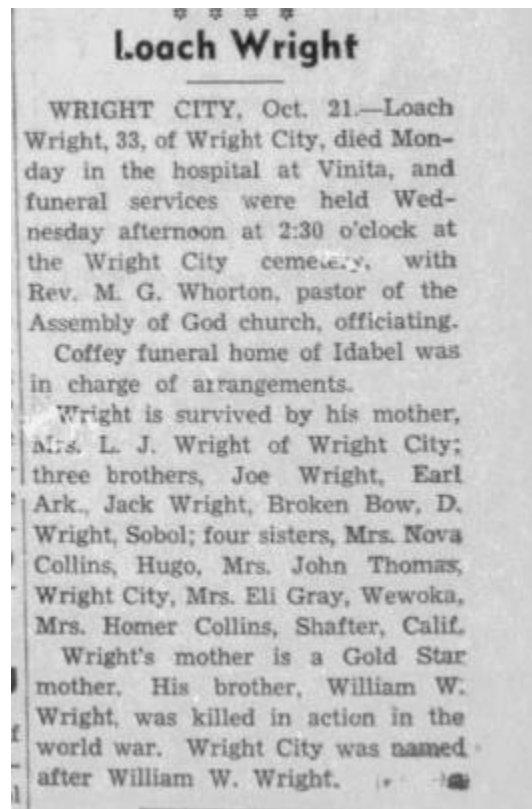 Loach Wright
WRIGHT CITY, Oct. 21.—Loach
Wright, 33, of Wright City, died Mon-
day in the hospital at Vinita, and
funeral services were held Wed-
nesday afternoon at 2:30 o'clock at
the Wright City cemetery, with
Rev. M. G. Whorton, pastor of the
Assembly of God church, officiating.
Coffey funeral home of Idabel was
in charge of arrangements.
Wright is survived by his mother,
Mrs. L. J. Wright of Wright City;
three brothers, Joe Wright, Earl
Ark., Jack Wright, Broken Bow, D.
Wright, Sobol; four sisters, Mrs. Nova
Collins, Hugo, Mrs. John Thomas,
Wright City, Mrs. Eli Gray, Wewoka,
Mrs. Homer Collins, Shafter, Calif.
Wright's mother is a Gold Star
mother. His brother, William W.
Wright, was killed in action in the
world war. Wright City was named
after William W. Wright.